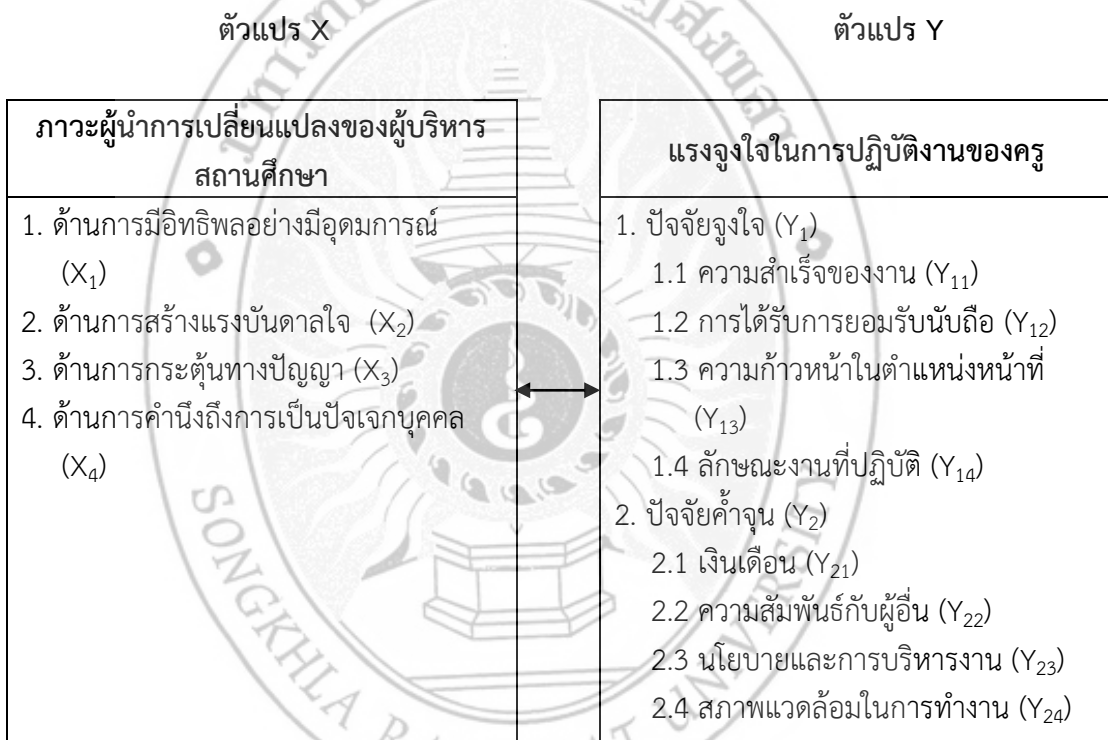 ตัวแปร X
ตัวแปร Y
ภาวะผู้นำการเปลี่ยนแปลงของผู้บริหาร
สถานศึกษา
1. ด้านการมีอิทธิพลอย่างมีอุดมการณ์
(X₁)
2. ด้านการสร้างแรงบันดาลใจ (X₂)
3. ด้านการกระตุ้นทางปัญญา (X₃)
4. ด้านการคำนึงถึงการเป็นปัจเจกบุคคล
(X₄)
แรงจูงใจในการปฏิบัติงานของครู
1. ปัจจัยจูงใจ (Y₁)
1.1 ความสำเร็จของงาน (Y₁₁)
1.2 การได้รับการยอมรับนับถือ (Y₁₂)
1.3 ความก้าวหน้าในตำแหน่งหน้าที่
(Y₁₃)
1.4 ลักษณะงานที่ปฏิบัติ (Y₁₄)
2. ปัจจัยค้ำจุน (Y₂)
2.1 เงินเดือน (Y₂₁)
2.2 ความสัมพันธ์กับผู้อื่น (Y₂₂)
2.3 นโยบายและการบริหารงาน (Y₂₃)
2.4 สภาพแวดล้อมในการทำงาน (Y₂₄)
SONGKHLA